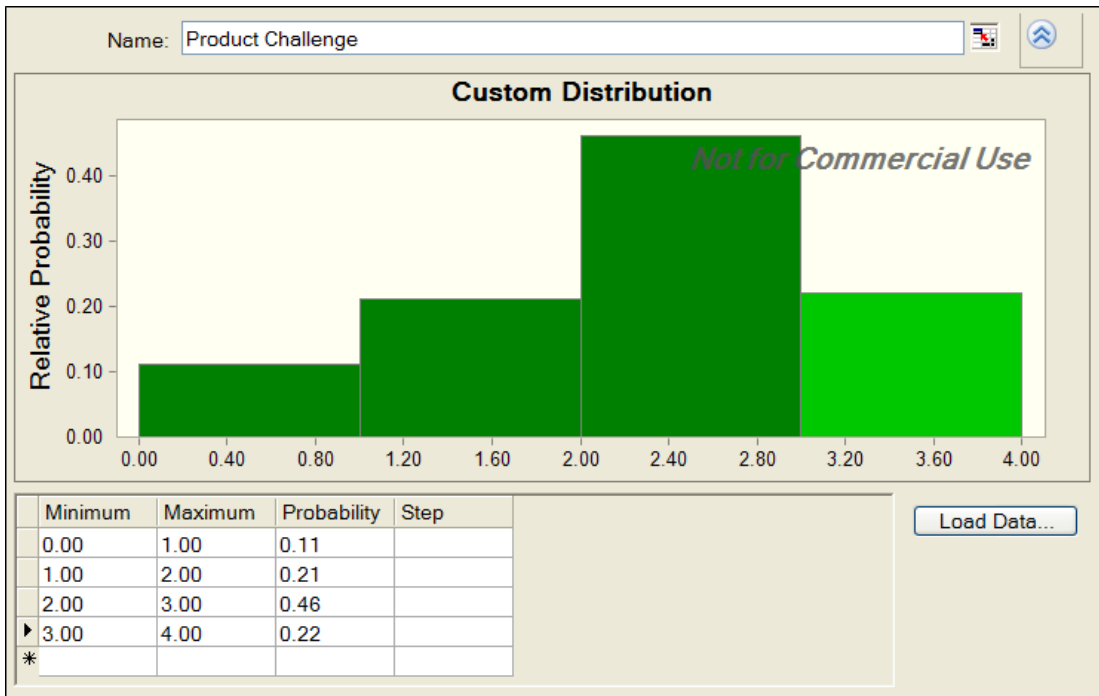 Name: Product Challenge
Custom Distribution
Not for Commercial Use
Relative Probability
0.40
0.30
0.20
0.10
0.00
0.00 0.40 0.80 1.20 1.60 2.00 2.40 2.80 3.20 3.60 4.00
Minimum Maximum Probability Step
0.00 1.00 0.11
1.00 2.00 0.21
2.00 3.00 0.46
3.00 4.00 0.22
*
Load Data...